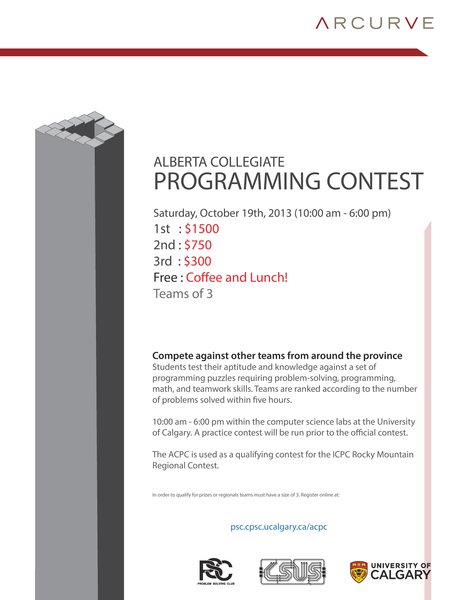 ARCURVE
ALBERTA COLLEGIATE
PROGRAMMING CONTEST
Saturday, October 19th, 2013 (10:00 am - 6:00 pm)
1st : $1500
2nd : $750
3rd : $300
Free : Coffee and Lunch!
Teams of 3
Compete against other teams from around the province
Students test their aptitude and knowledge against a set of
programming puzzles requiring problem-solving, programming,
math, and teamwork skills. Teams are ranked according to the number
of problems solved within five hours.
10:00 am - 6:00 pm within the computer science labs at the University
of Calgary. A practice contest will be run prior to the official contest.
The ACPC is used as a qualifying contest for the ICPC Rocky Mountain
Regional Contest.
In order to qualify for prizes or regionals teams must have a size of 3. Register online at:
psc.cpsc.ucalgary.ca/acpc
PSC
PROBLEM SOLVING CLUB
CSUS
UNIVERSITY OF
CALGARY